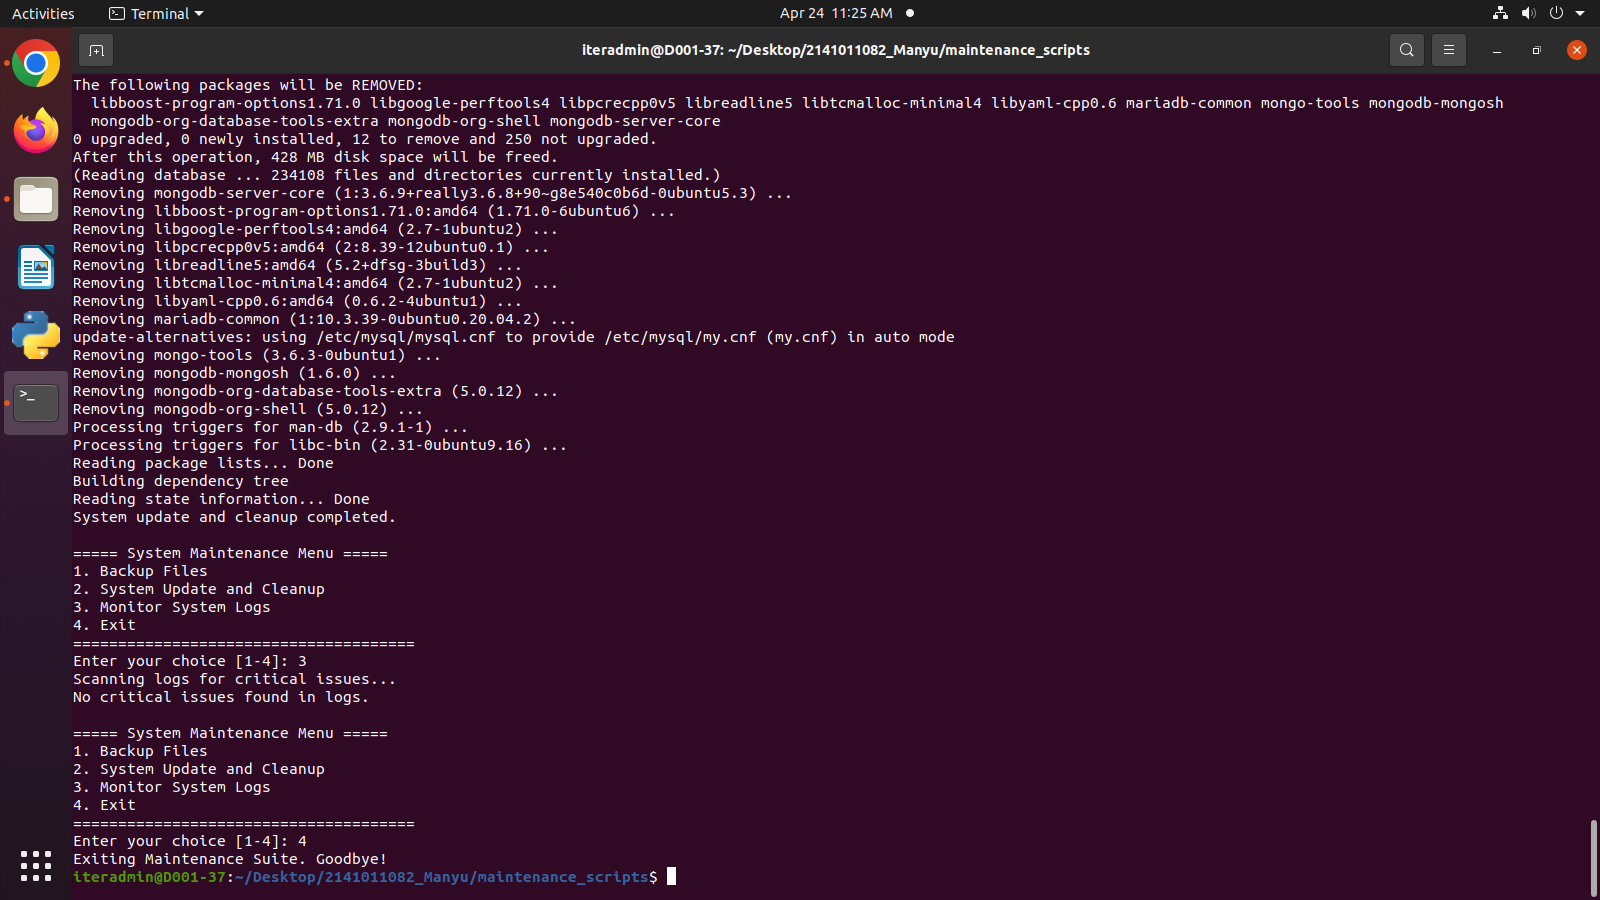 Activities
Terminal
Apr 24 11:25 AM
iteradmin@D001-37: ~/Desktop/2141011082_Manyu/maintenance_scripts
The following packages will be REMOVED:
  libboost-program-options1.71.0 libgoogle-perftools4 libpcrecpp0v5 libreadline5 libtcmalloc-minimal4 libyaml-cpp0.6 mariadb-common mongo-tools mongodb-mongosh
  mongodb-org-database-tools-extra mongodb-org-shell mongodb-server-core
0 upgraded, 0 newly installed, 12 to remove and 250 not upgraded.
After this operation, 428 MB disk space will be freed.
(Reading database ... 234108 files and directories currently installed.)
Removing mongodb-server-core (1:3.6.9+really3.6.8+90~g8e540c0b6d-0ubuntu5.3) ...
Removing libboost-program-options1.71.0:amd64 (1.71.0-6ubuntu6) ...
Removing libgoogle-perftools4:amd64 (2.7-1ubuntu2) ...
Removing libpcrecpp0v5:amd64 (2:8.39-12ubuntu0.1) ...
Removing libreadline5:amd64 (5.2+dfsg-3build3) ...
Removing libtcmalloc-minimal4:amd64 (2.7-1ubuntu2) ...
Removing libyaml-cpp0.6:amd64 (0.6.2-4ubuntu1) ...
Removing mariadb-common (1:10.3.39-0ubuntu0.20.04.2) ...
update-alternatives: using /etc/mysql/mysql.cnf to provide /etc/mysql/my.cnf (my.cnf) in auto mode
Removing mongo-tools (3.6.3-0ubuntu1) ...
Removing mongodb-mongosh (1.6.0) ...
Removing mongodb-org-database-tools-extra (5.0.12) ...
Removing mongodb-org-shell (5.0.12) ...
Processing triggers for man-db (2.9.1-1) ...
Processing triggers for libc-bin (2.31-0ubuntu9.16) ...
Reading package lists... Done
Building dependency tree
Reading state information... Done
System update and cleanup completed.

===== System Maintenance Menu =====
1. Backup Files
2. System Update and Cleanup
3. Monitor System Logs
4. Exit
======================================
Enter your choice [1-4]: 3
Scanning logs for critical issues...
No critical issues found in logs.

===== System Maintenance Menu =====
1. Backup Files
2. System Update and Cleanup
3. Monitor System Logs
4. Exit
======================================
Enter your choice [1-4]: 4
Exiting Maintenance Suite. Goodbye!
iteradmin@D001-37:~/Desktop/2141011082_Manyu/maintenance_scripts$